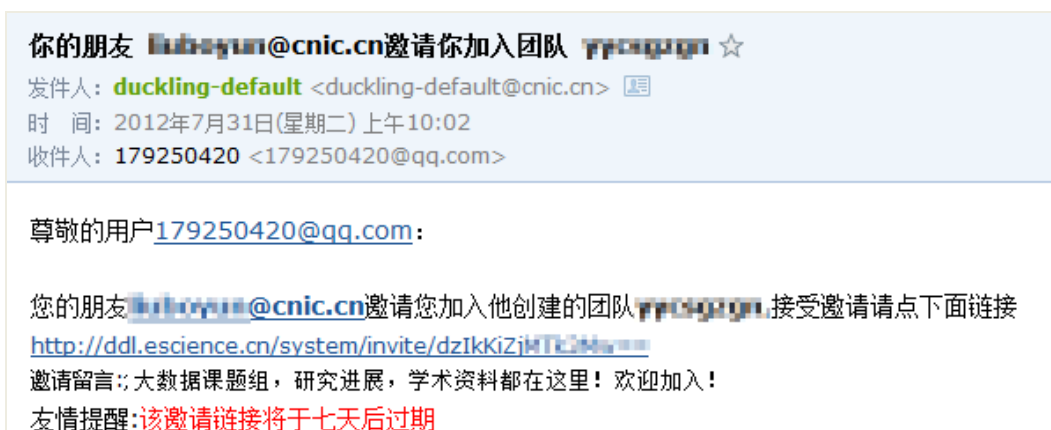 你的朋友 @cnic.cn邀请你加入团队 ☆
发件人：duckling-default <duckling-default@cnic.cn>
时 间：2012年7月31日(星期二) 上午10:02
收件人：179250420 <179250420@qq.com>
尊敬的用户179250420@qq.com：
您的朋友@cnic.cn邀请您加入他创建的团队,接受邀请请点下面链接
http://ddl.escience.cn/system/invite/dzIkKiZj
邀请留言:;大数据课题组，研究进展，学术资料都在这里！欢迎加入！
友情提醒:该邀请链接将于七天后过期